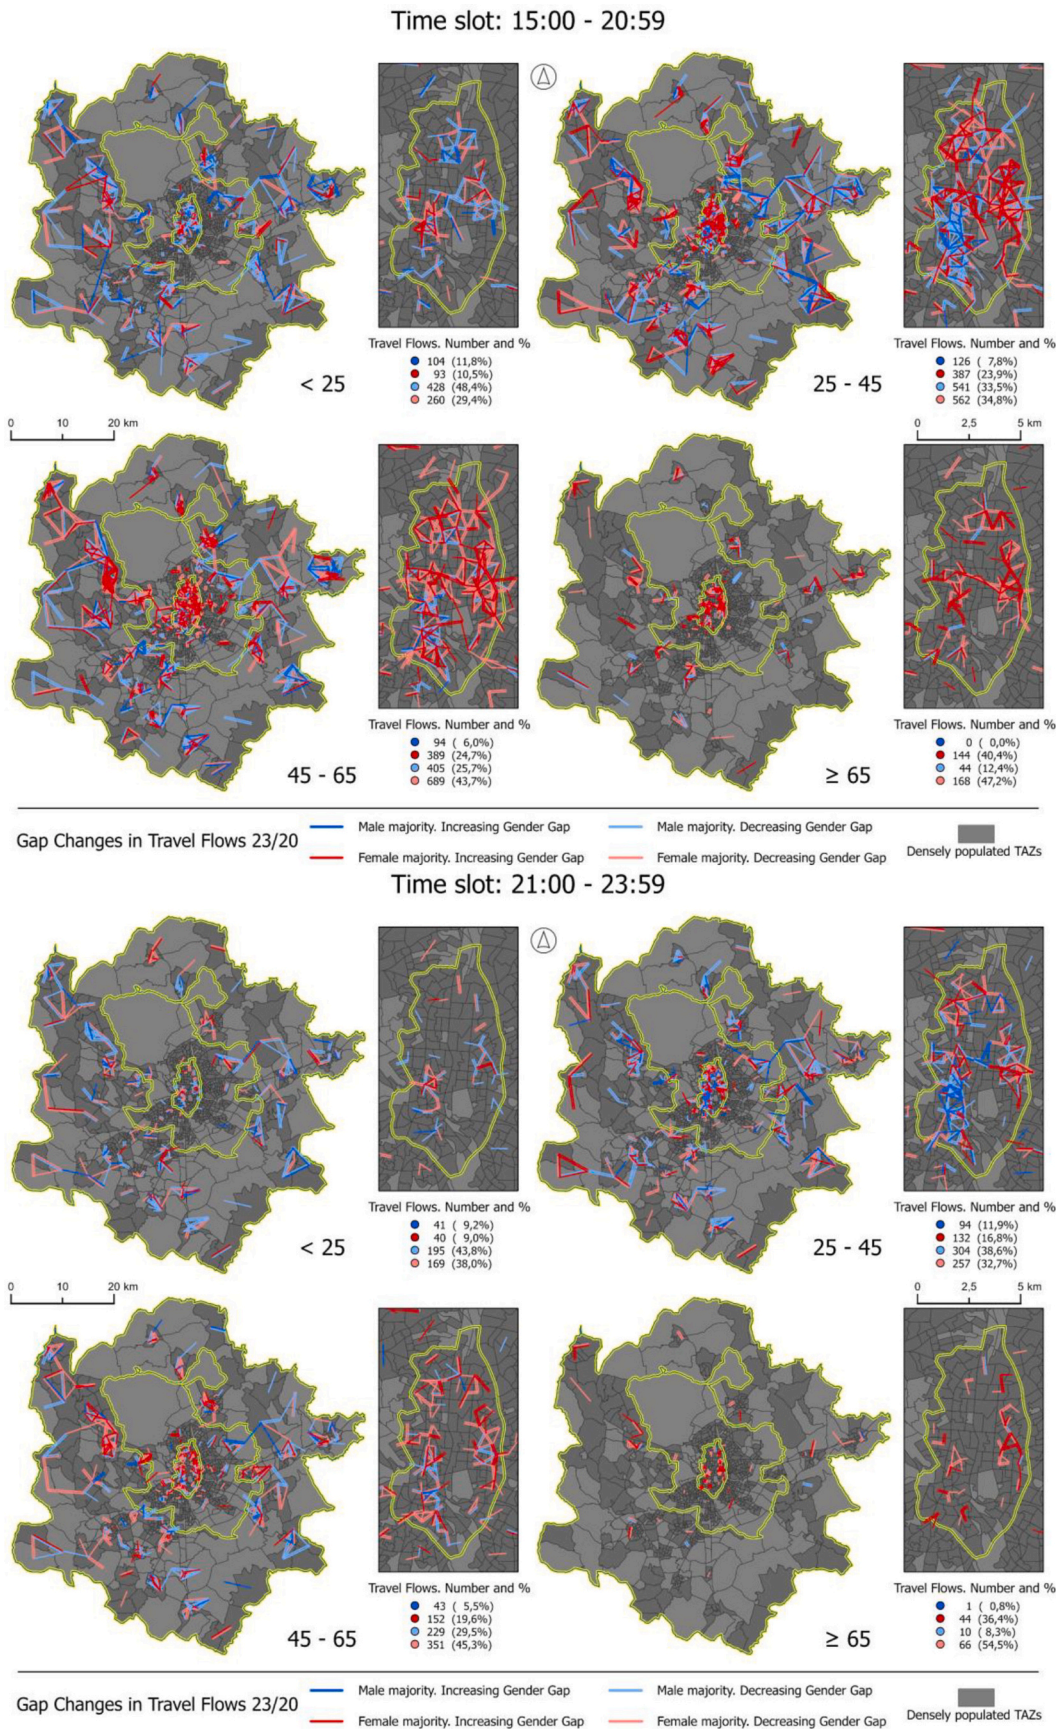 Time slot: 15:00 - 20:59
Travel Flows. Number and %
104 (11,8%)
93 (10,5%)
428 (48,4%)
260 (29,4%)
< 25
Travel Flows. Number and %
126 ( 7,8%)
387 (23,9%)
541 (33,5%)
562 (34,8%)
25 - 45
0 10 20 km
0 2,5 5 km
Travel Flows. Number and %
94 ( 6,0%)
389 (24,7%)
405 (25,7%)
689 (43,7%)
45 - 65
Travel Flows. Number and %
0 ( 0,0%)
144 (40,4%)
44 (12,4%)
168 (47,2%)
≥ 65
Gap Changes in Travel Flows 23/20
Male majority. Increasing Gender Gap
Male majority. Decreasing Gender Gap
Female majority. Increasing Gender Gap
Female majority. Decreasing Gender Gap
Densely populated TAZs
Time slot: 21:00 - 23:59
Travel Flows. Number and %
41 ( 9,2%)
40 ( 9,0%)
195 (43,8%)
169 (38,0%)
< 25
Travel Flows. Number and %
94 (11,9%)
132 (16,8%)
304 (38,6%)
257 (32,7%)
25 - 45
0 10 20 km
0 2,5 5 km
Travel Flows. Number and %
43 ( 5,5%)
152 (19,6%)
229 (29,5%)
351 (45,3%)
45 - 65
Travel Flows. Number and %
1 ( 0,8%)
44 (36,4%)
10 ( 8,3%)
66 (54,5%)
≥ 65
Gap Changes in Travel Flows 23/20
Male majority. Increasing Gender Gap
Male majority. Decreasing Gender Gap
Female majority. Increasing Gender Gap
Female majority. Decreasing Gender Gap
Densely populated TAZs